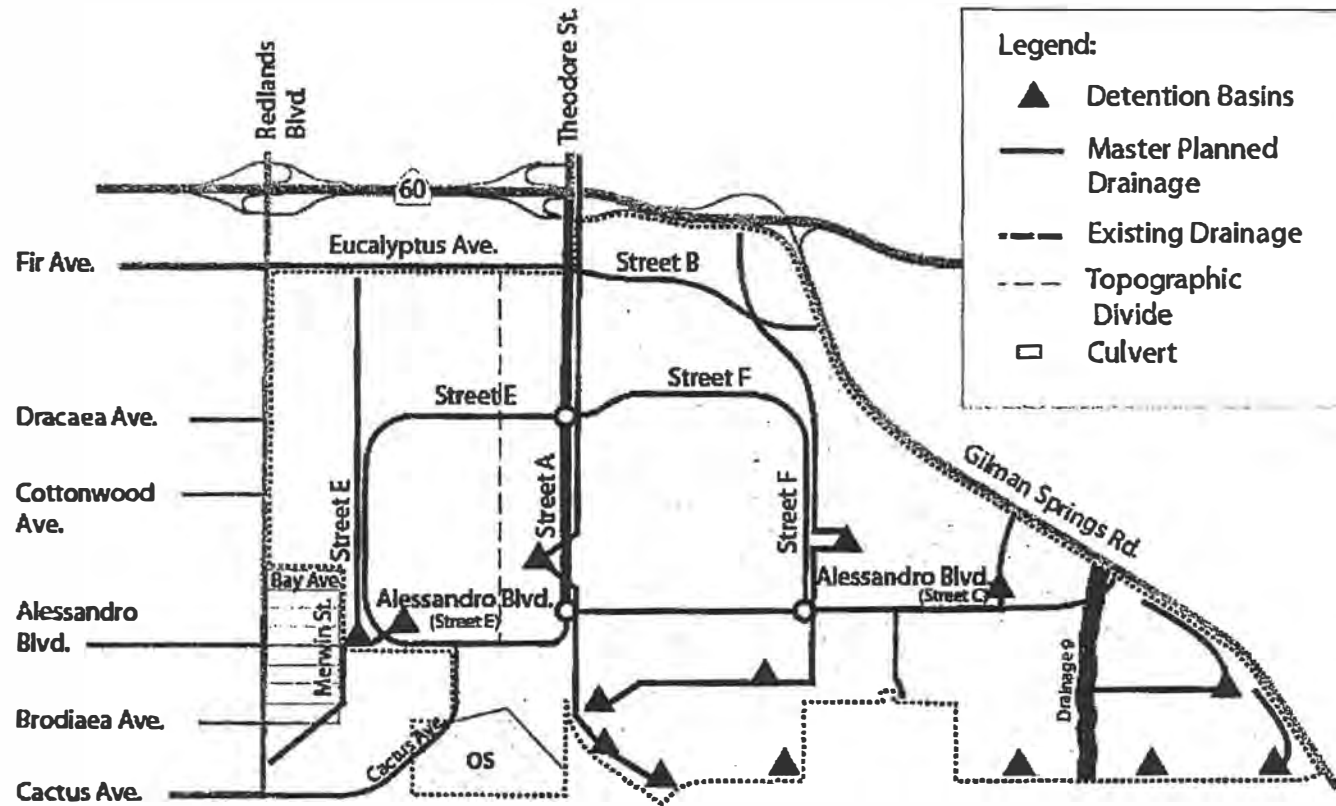 Redlands
Blvd.
Theodore St.
Legend:
Detention Basins
Master Planned
Drainage
Existing Drainage
Topographic
Divide
Culvert
60
Eucalyptus Ave.
Fir Ave.
Street B
Street F
Street E
Dracaea Ave.
Cottonwood
Ave.
Street E
Street A
Street F
Gilman Springs Rd.
Bay Ave.
Alessandro Blvd.
(Street E)
Alessandro Blvd.
(Street C)
Alessandro
Blvd.
Merwin St.
Drainage 9
Brodiaea Ave.
Cactus Ave.
OS
Cactus Ave.